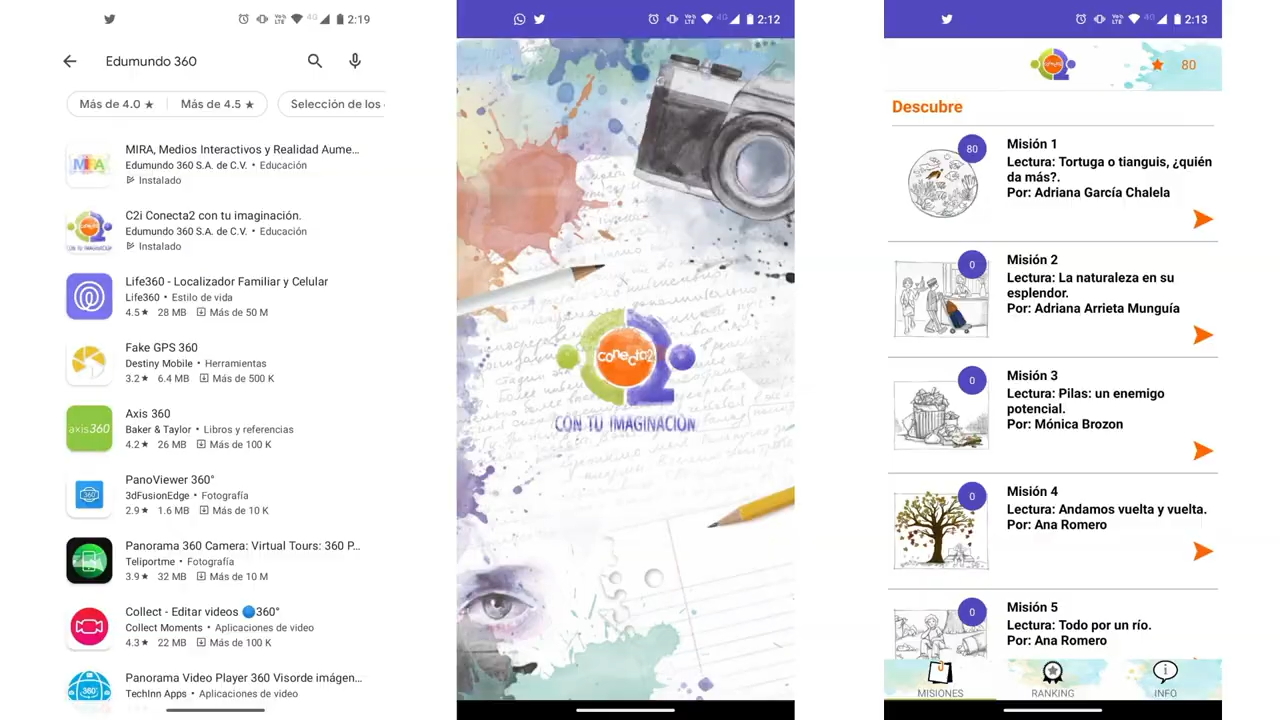 2:19
Edumundo 360
Más de 4.0 ★
Más de 4.5 ★
Selección de los
MIRA, Medios Interactivos y Realidad Aume…
Edumundo 360 S.A. de C.V. • Educación
Instalado
C2i Conecta2 con tu imaginación.
Edumundo 360 S.A. de C.V. • Educación
Instalado
Life360 - Localizador Familiar y Celular
Life360 • Estilo de vida
4.5★ 28 MB Más de 50 M
Fake GPS 360
Destiny Mobile • Herramientas
3.2★ 6.4 MB Más de 500 K
axis360
Axis 360
Baker & Taylor • Libros y referencias
4.2★ 26 MB Más de 100 K
PanoViewer 360°
3dFusionEdge • Fotografía
2.9★ 1.6 MB Más de 10 K
Panorama 360 Camera: Virtual Tours: 360 P…
Teliportme • Fotografía
3.9★ 32 MB Más de 10 M
Collect - Editar videos 🔵360°
Collect Moments • Aplicaciones de video
4.3★ 22 MB Más de 100 K
Panorama Video Player 360 Visorde imágen…
TechInn Apps • Aplicaciones de video
2:12
conecta2
CON TU IMAGINACIÓN
2:13
80
Descubre
80
Misión 1
Lectura: Tortuga o tianguis, ¿quién
da más?.
Por: Adriana García Chalela
0
Misión 2
Lectura: La naturaleza en su
esplendor.
Por: Adriana Arrieta Munguía
0
Misión 3
Lectura: Pilas: un enemigo
potencial.
Por: Mónica Brozon
0
Misión 4
Lectura: Andamos vuelta y vuelta.
Por: Ana Romero
0
Misión 5
Lectura: Todo por un río.
Por: Ana Romero
MISIONES
RANKING
INFO